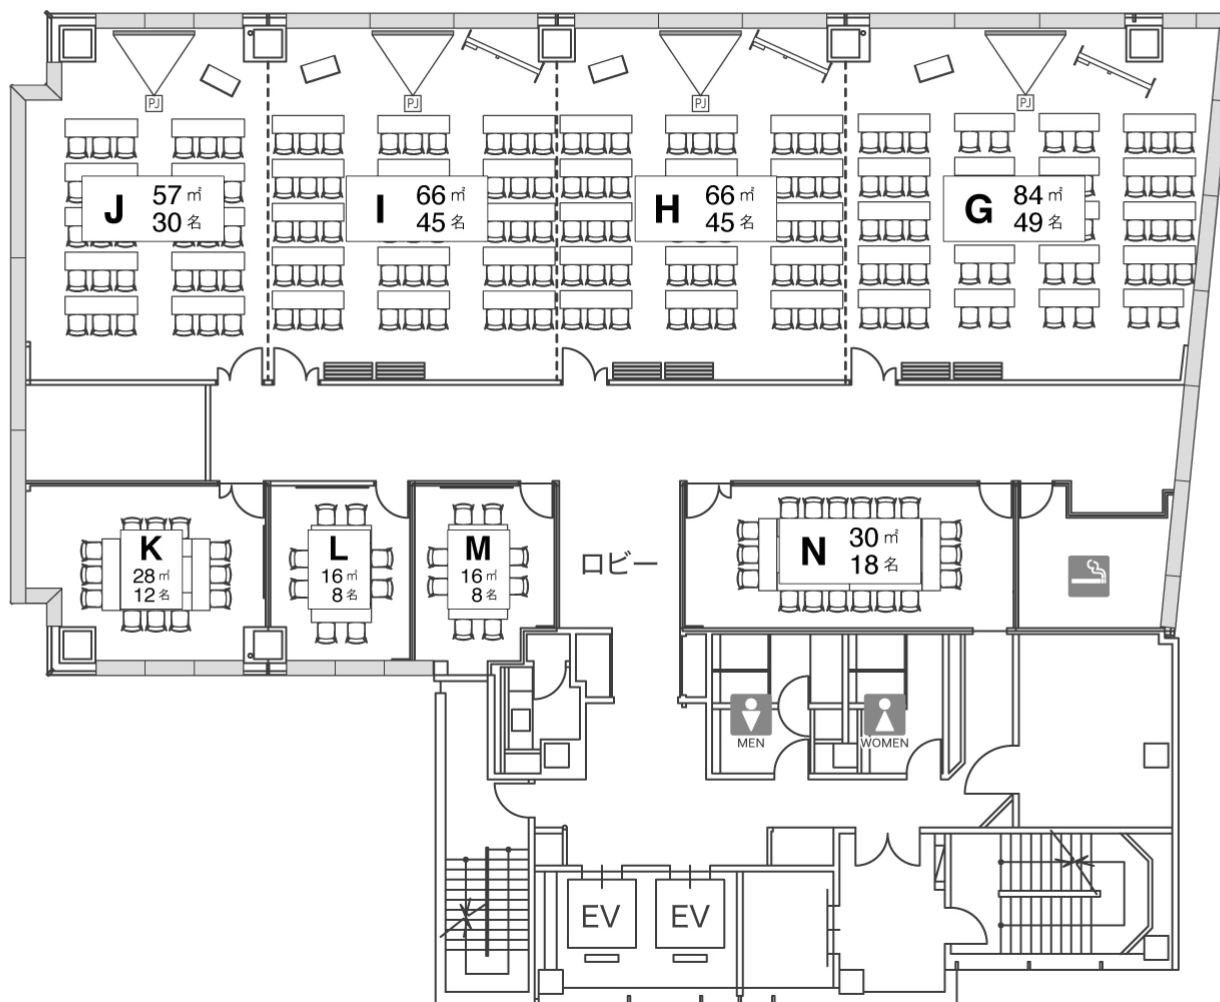 PJ
PJ
PJ
PJ
J 57㎡
30名
I 66㎡
45名
H 66㎡
45名
G 84㎡
49名
K
28㎡
12名
L
16㎡
8名
M
16㎡
8名
ロビー
N 30㎡
18名
MEN
WOMEN
EV
EV